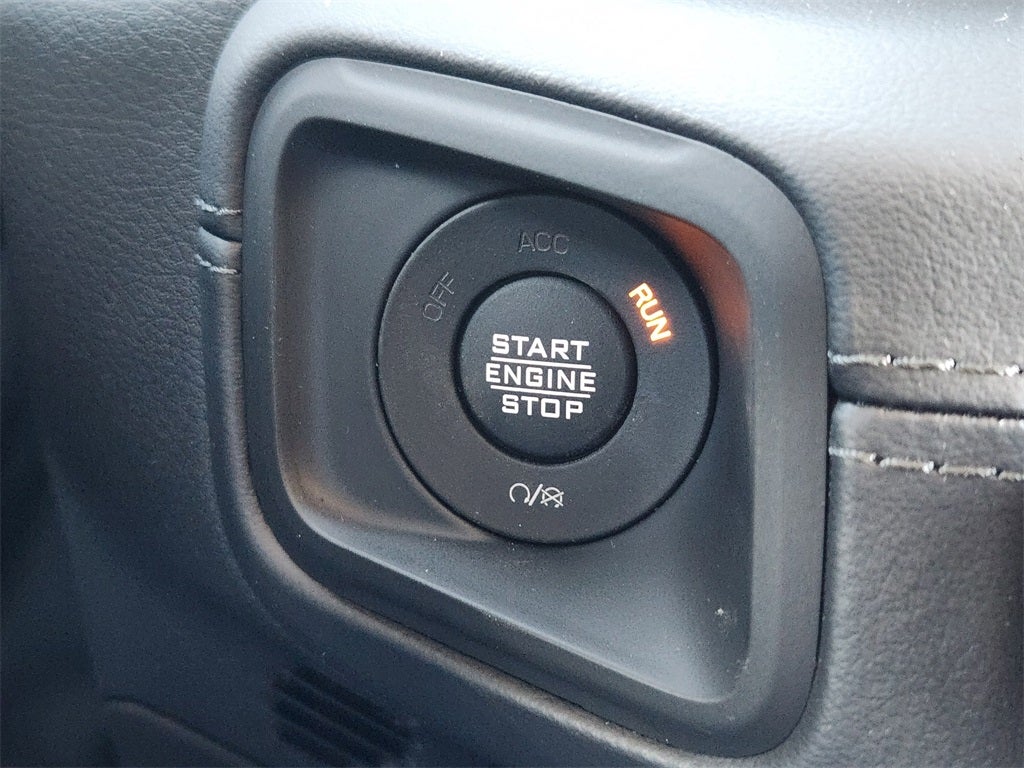 ACC
OFF
RUN
START
ENGINE
STOP